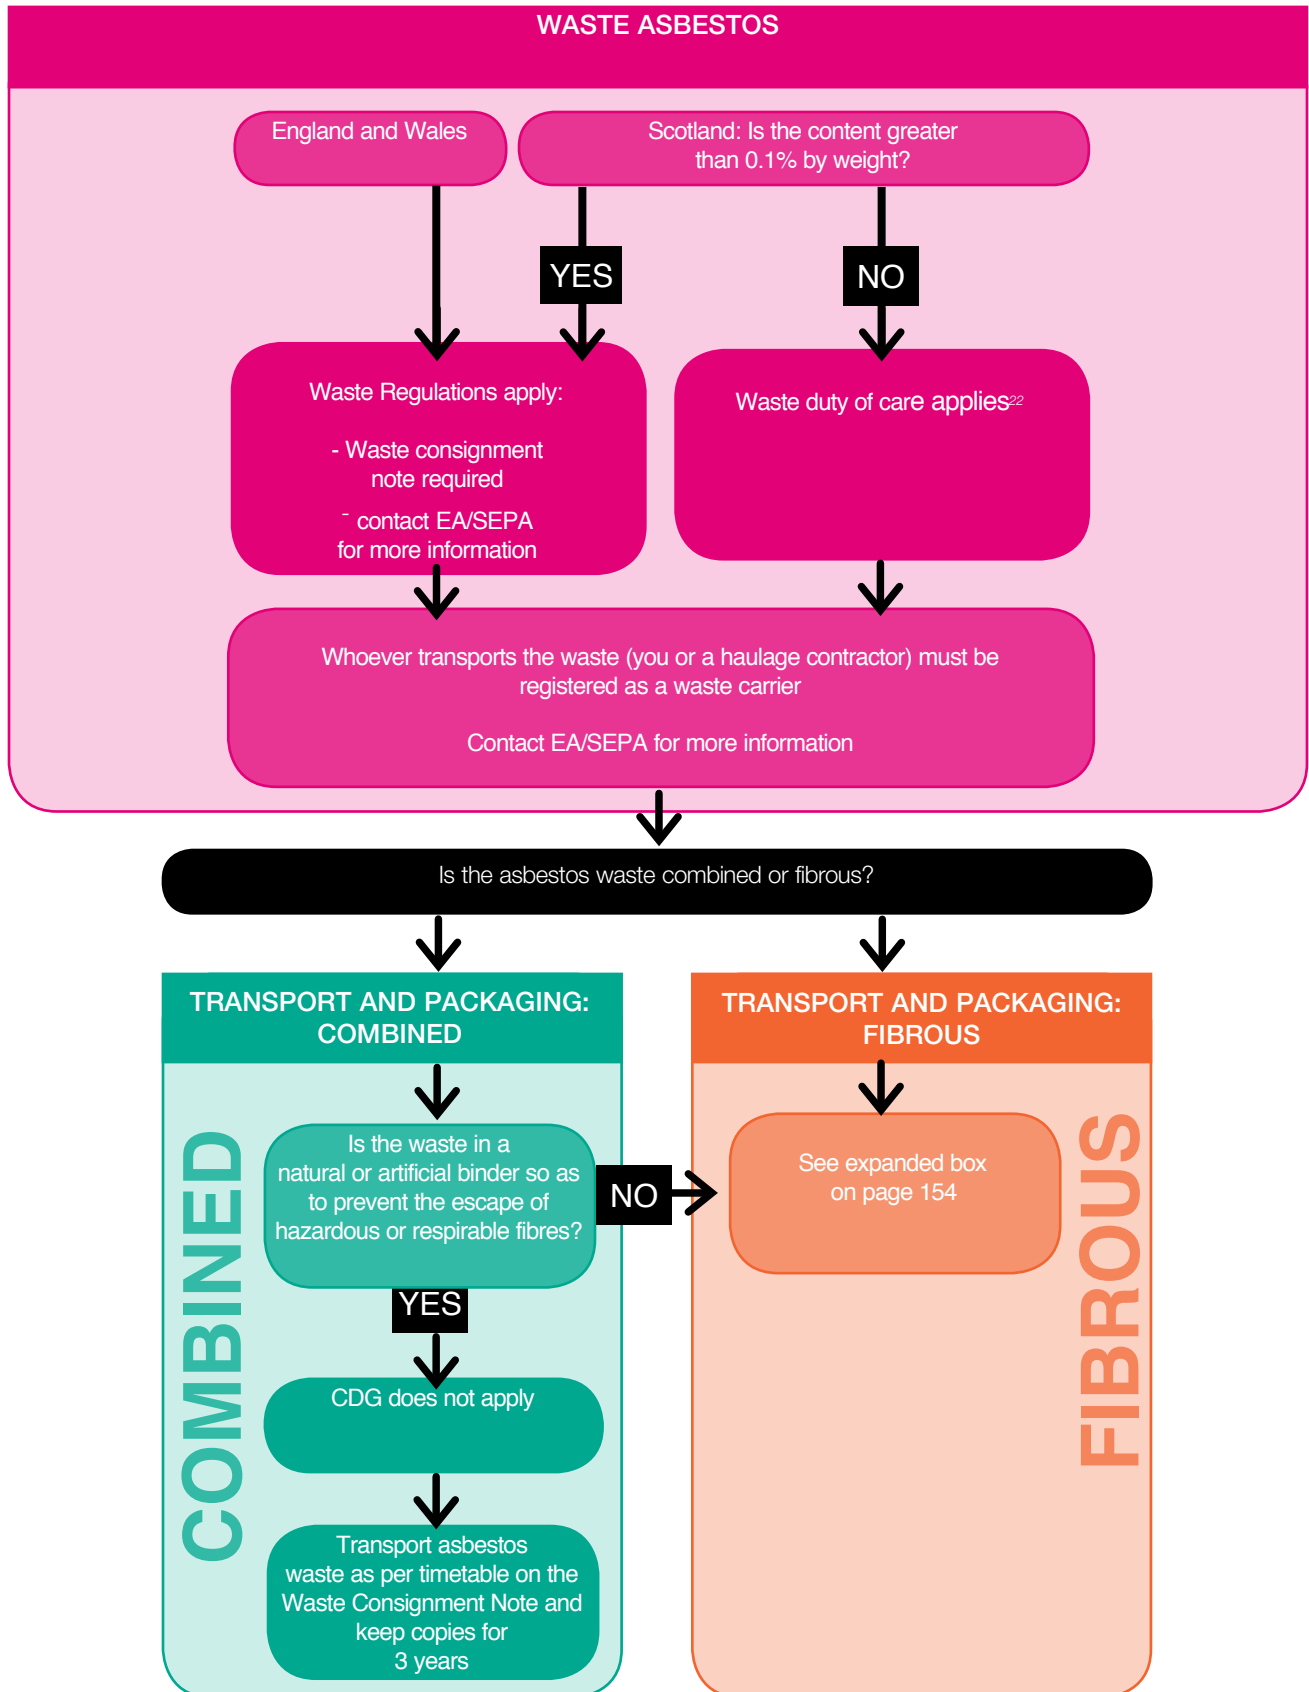 WASTE ASBESTOS
England and Wales
Scotland: Is the content greater
than 0.1% by weight?
YES
NO
Waste Regulations apply:
- Waste consignment
note required
- contact EA/SEPA
for more information
Waste duty of care applies22
Whoever transports the waste (you or a haulage contractor) must be
registered as a waste carrier
Contact EA/SEPA for more information
Is the asbestos waste combined or fibrous?
TRANSPORT AND PACKAGING:
COMBINED
COMBINED
Is the waste in a
natural or artificial binder so as
to prevent the escape of
hazardous or respirable fibres?
NO
YES
CDG does not apply
Transport asbestos
waste as per timetable on the
Waste Consignment Note and
keep copies for
3 years
TRANSPORT AND PACKAGING:
FIBROUS
See expanded box
on page 154
FIBROUS